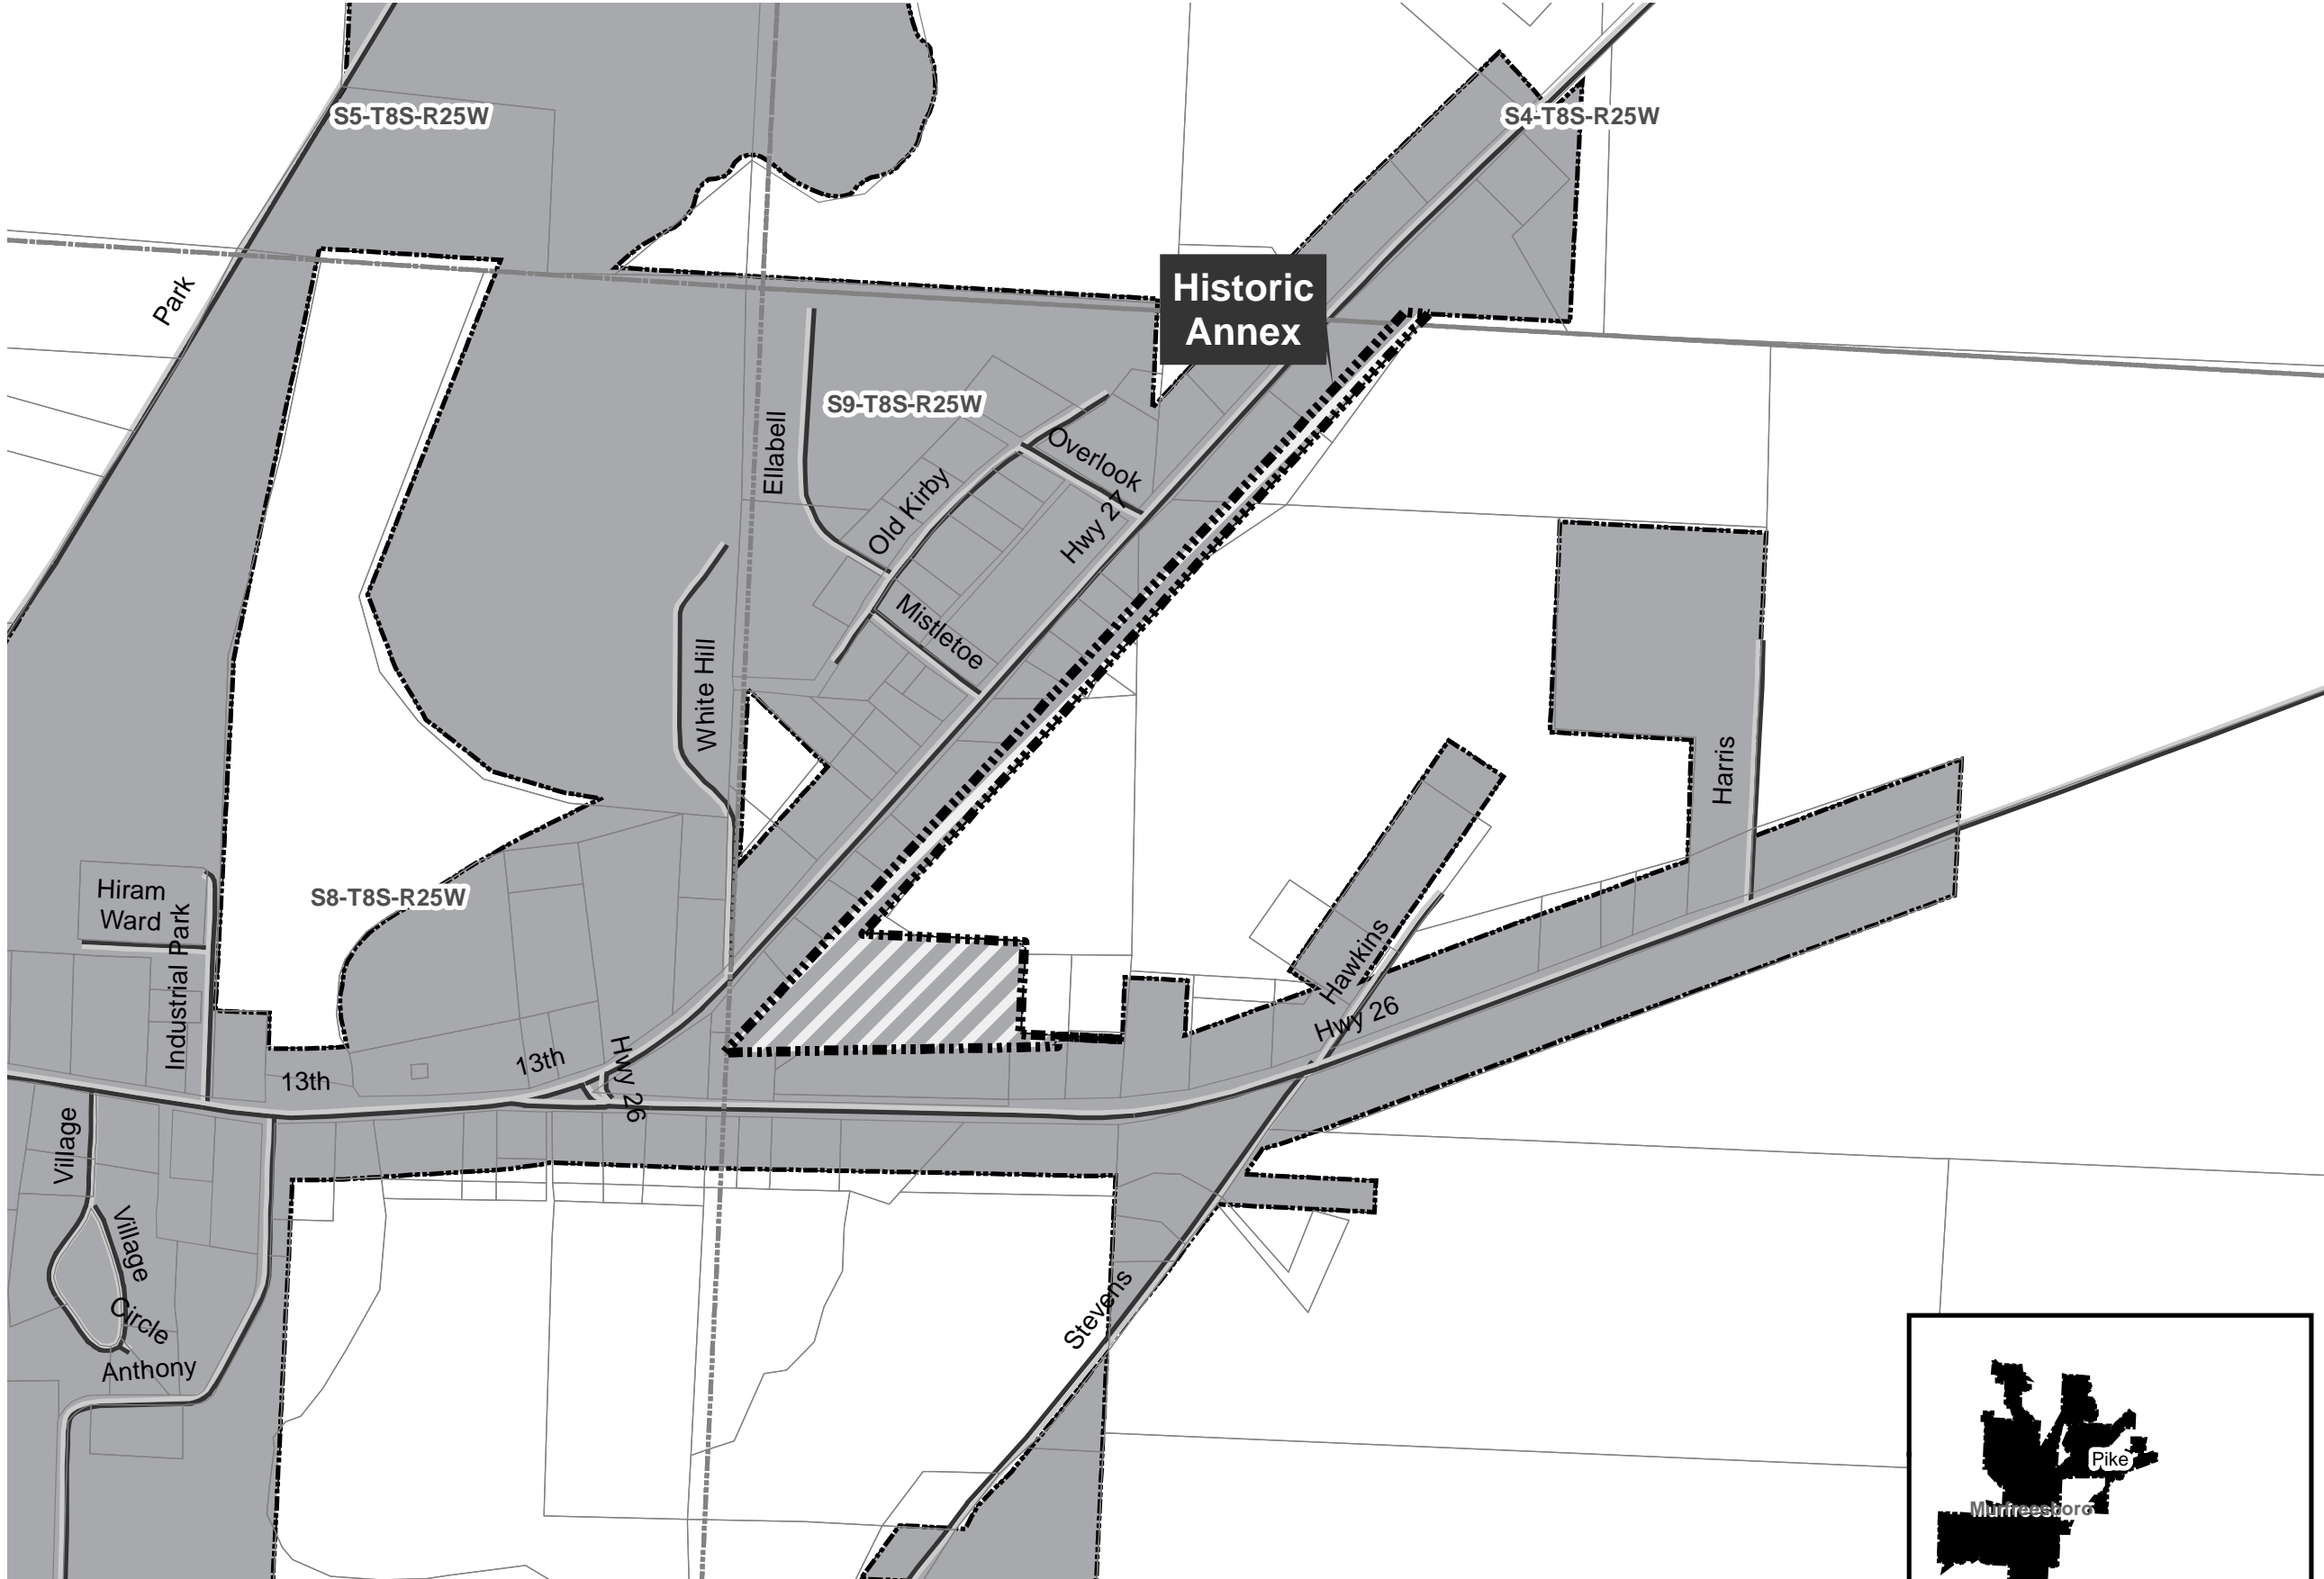 S5-T8S-R25W
S4-T8S-R25W
Park
Historic
Annex
S9-T8S-R25W
Ellabell
Overlook
Old Kirby
Hwy 27
Mistletoe
White Hill
Harris
Hiram
Ward
S8-T8S-R25W
Industrial Park
Hawkins
Hwy 26
13th
13th
Hwy 26
Village
Village
Circle
Anthony
Stevens
Pike
Murfreesboro